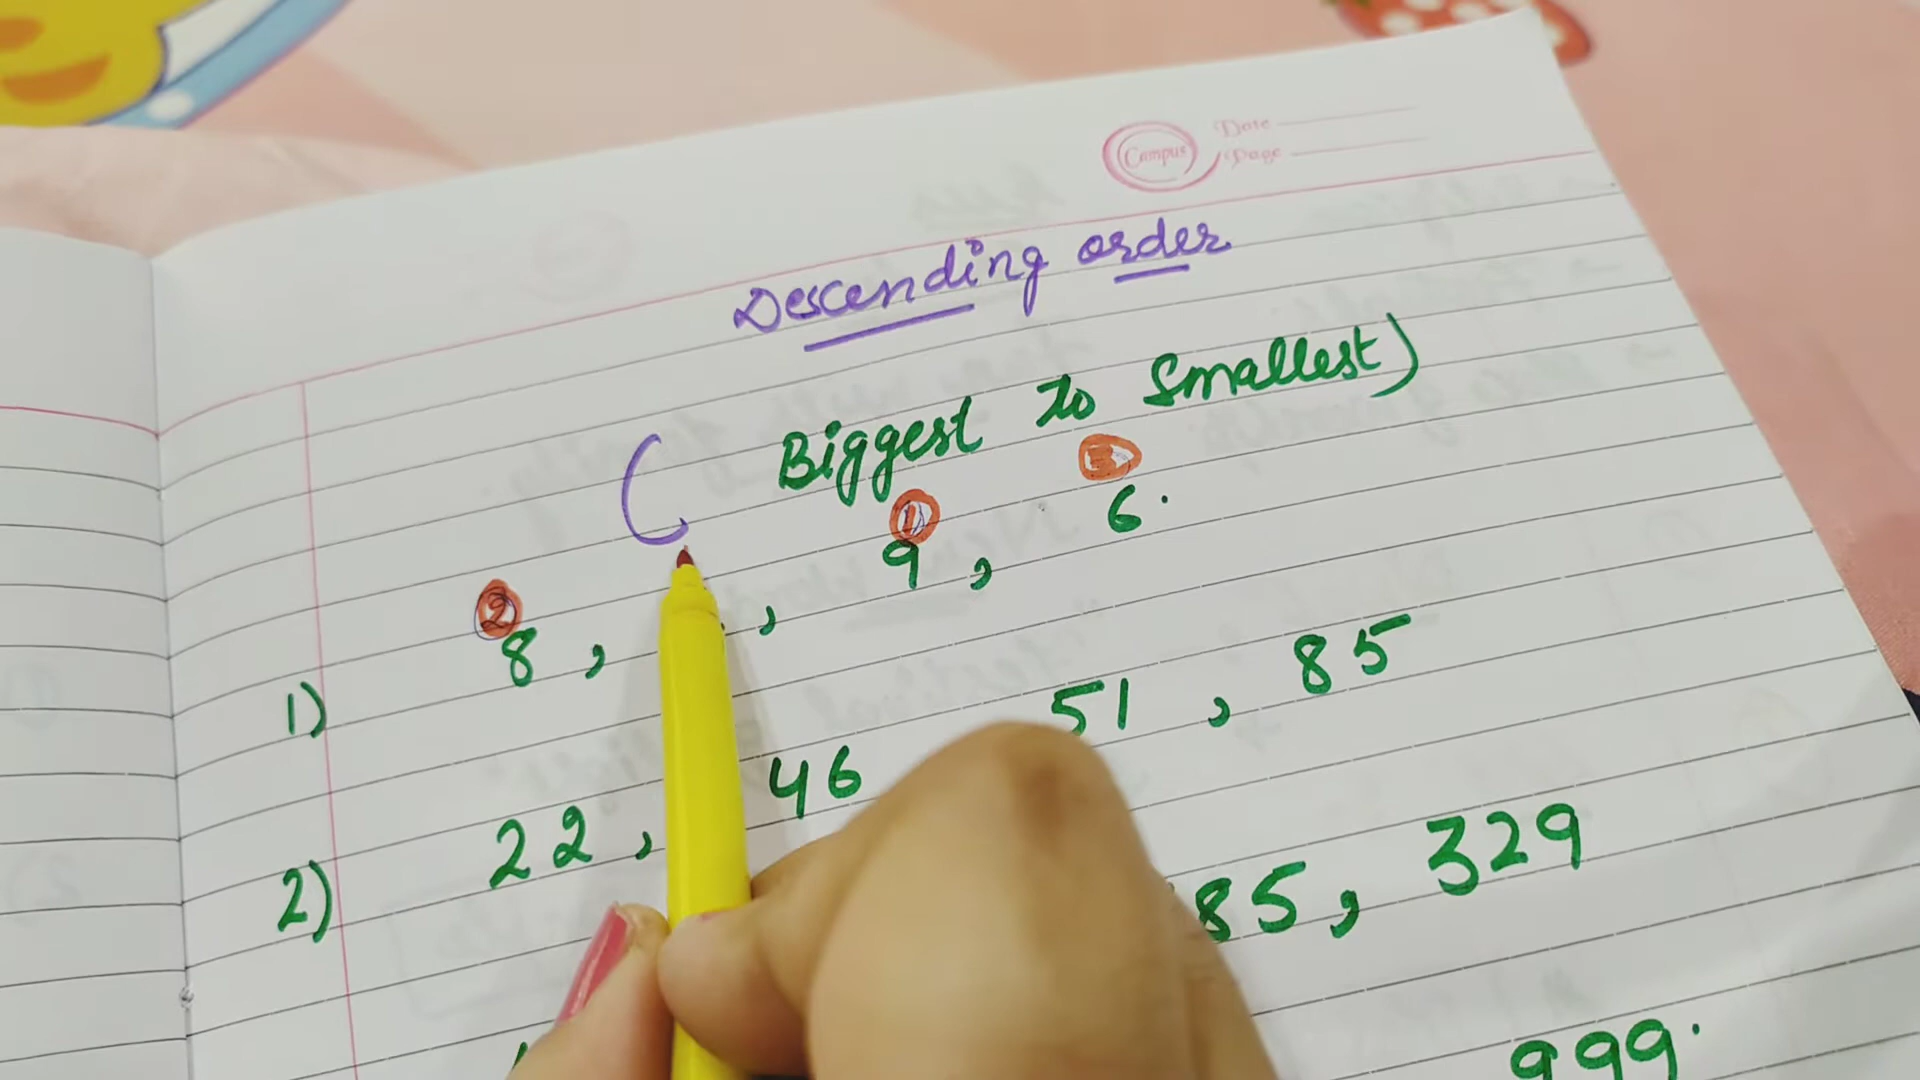 Campus
Date
Page
Descending order
( Biggest to Smallest)
② ① ③
1) 8 , , 9 , 6.
2) 22 , 46 51 , 85
85, 329
999.